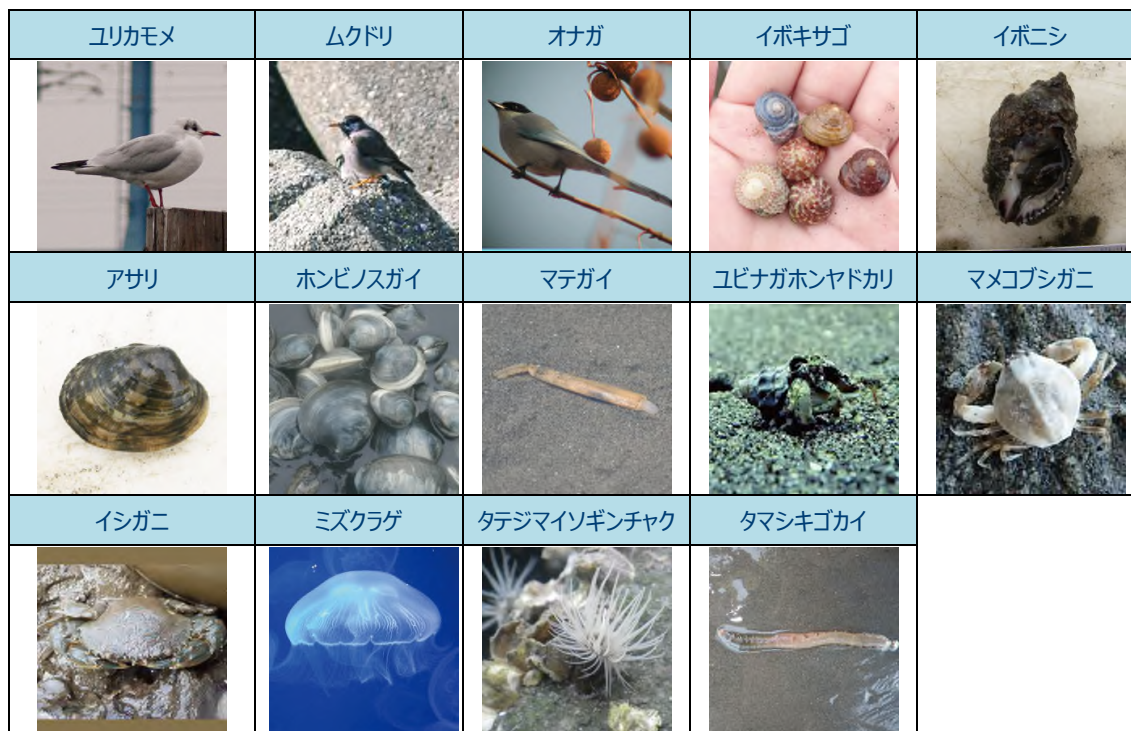 ユリカモメ
ムクドリ
オナガ
イボキサゴ
イボニシ
アサリ
ホンビノスガイ
マテガイ
ユビナガホンヤドカリ
マメコブシガニ
イシガニ
ミズクラゲ
タテジマイソギンチャク
タマシキゴカイ